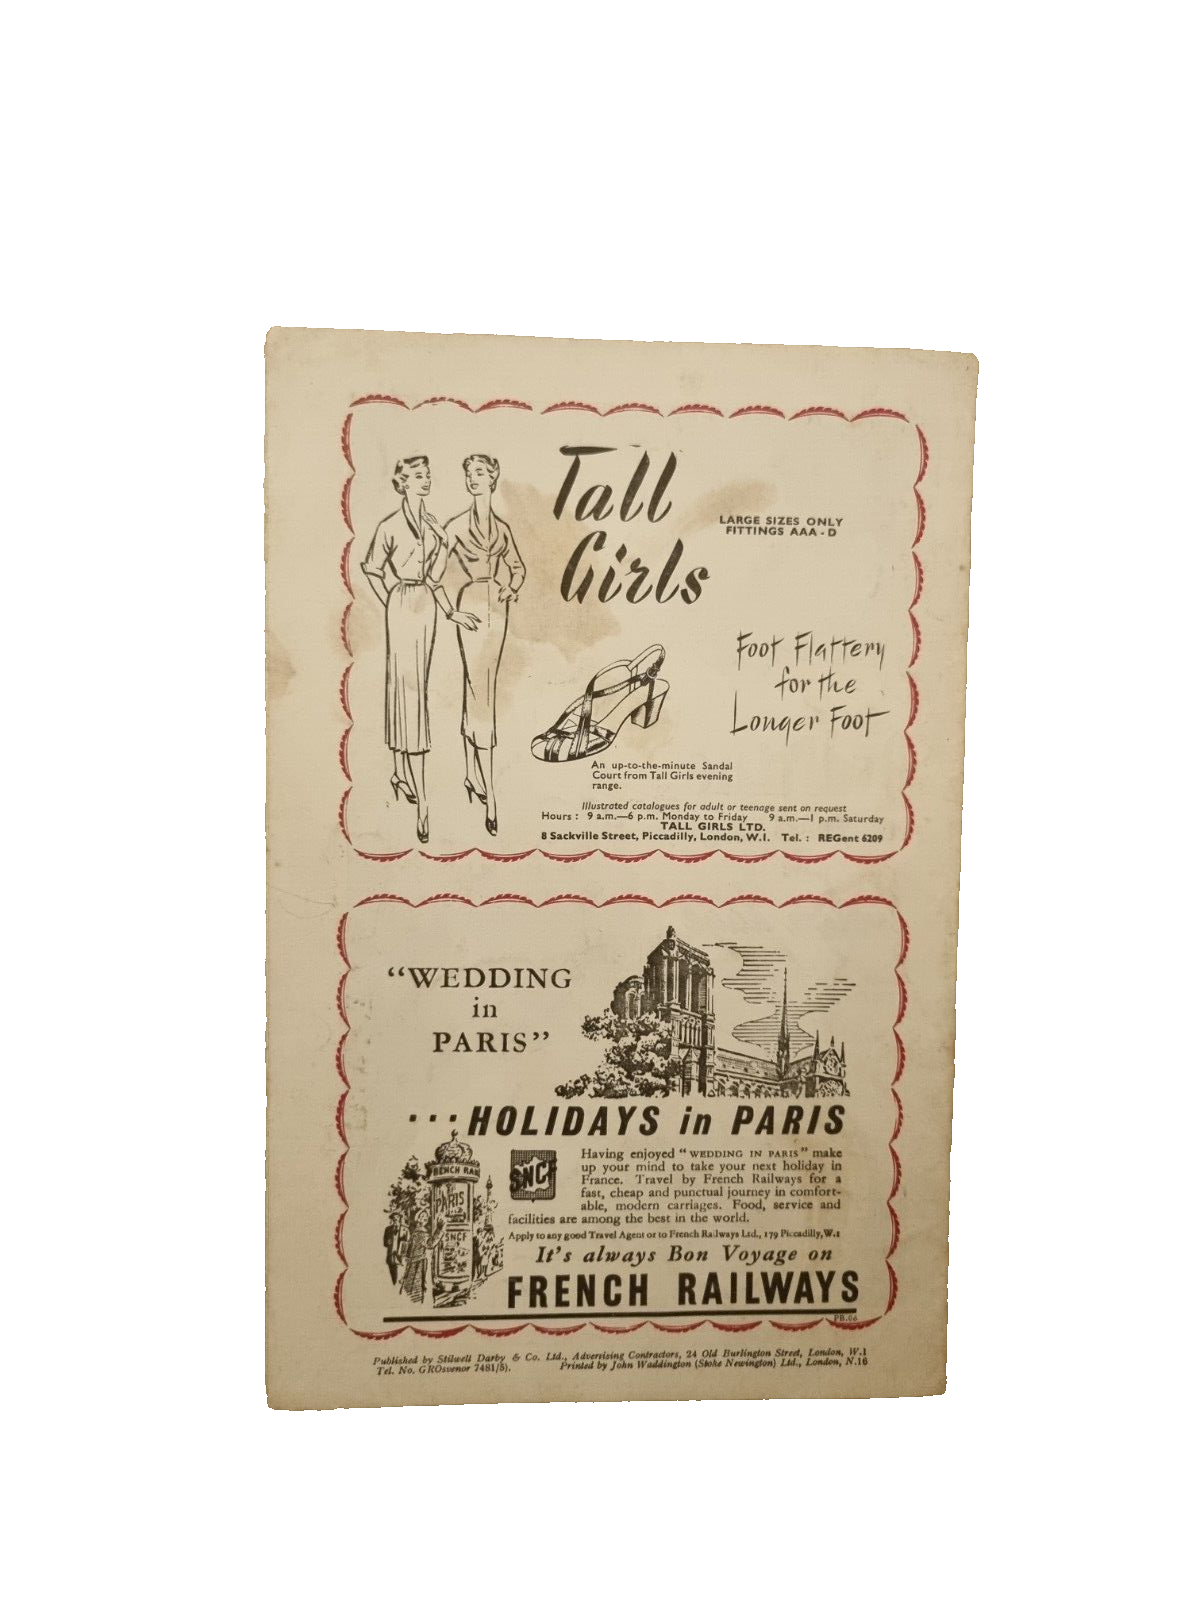 Tall
Girls
LARGE SIZES ONLY
FITTINGS AAA - D
Foot Flattery
for the
Longer Foot
An up-to-the-minute Sandal
Court from Tall Girls evening
range.
Illustrated catalogues for adult or teenage sent on request
Hours : 9 a.m.—6 p.m. Monday to Friday 9 a.m.—1 p.m. Saturday
TALL GIRLS LTD.
8 Sackville Street, Piccadilly, London, W.1. Tel. : REGent 6209
“WEDDING
in
PARIS”
...HOLIDAYS in PARIS
FRENCH RAI
PARIS
SNCF
SNCF
Having enjoyed “WEDDING IN PARIS” make
up your mind to take your next holiday in
France. Travel by French Railways for a
fast, cheap and punctual journey in comfort-
able, modern carriages. Food, service and
facilities are among the best in the world.
Apply to any good Travel Agent or to French Railways Ltd., 179 Piccadilly, W.1
It's always Bon Voyage on
FRENCH RAILWAYS
Published by Stilwell Darby & Co. Ltd., Advertising Contractors, 24 Old Burlington Street, London, W.1
Tel. No. GROsvenor 7481/5). Printed by John Waddington (Stoke Newington) Ltd., London, N.16